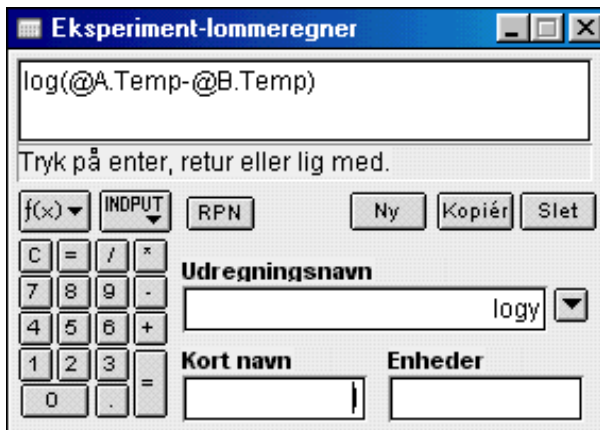 Eksperiment-lommeregner
log(@A.Temp-@B.Temp)
Tryk på enter, retur eller lig med.
f(x) INDPUT RPN Ny Kopiér Slet
C = / *
7 8 9 -
4 5 6 +
1 2 3 =
0 .
Udregningsnavn
logy
Kort navn Enheder